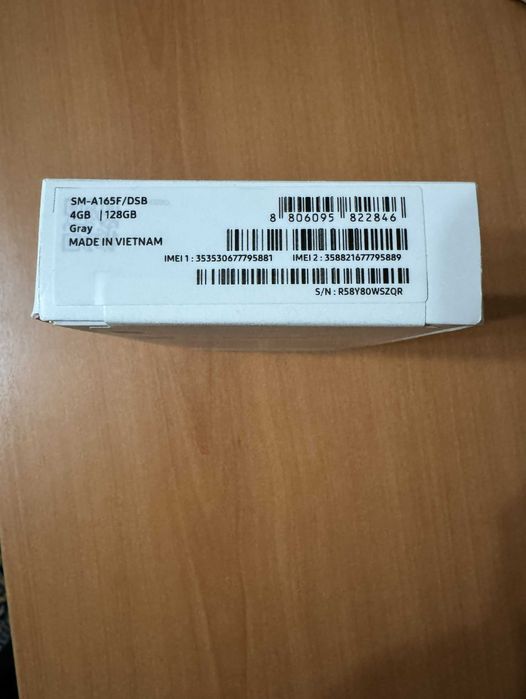 SM-A165F/DSB
4GB | 128GB
Gray
MADE IN VIETNAM
8 806095 822846
IMEI 1 : 353530677795881 IMEI 2 : 358821677795889
S/N : R58Y80WSZQR